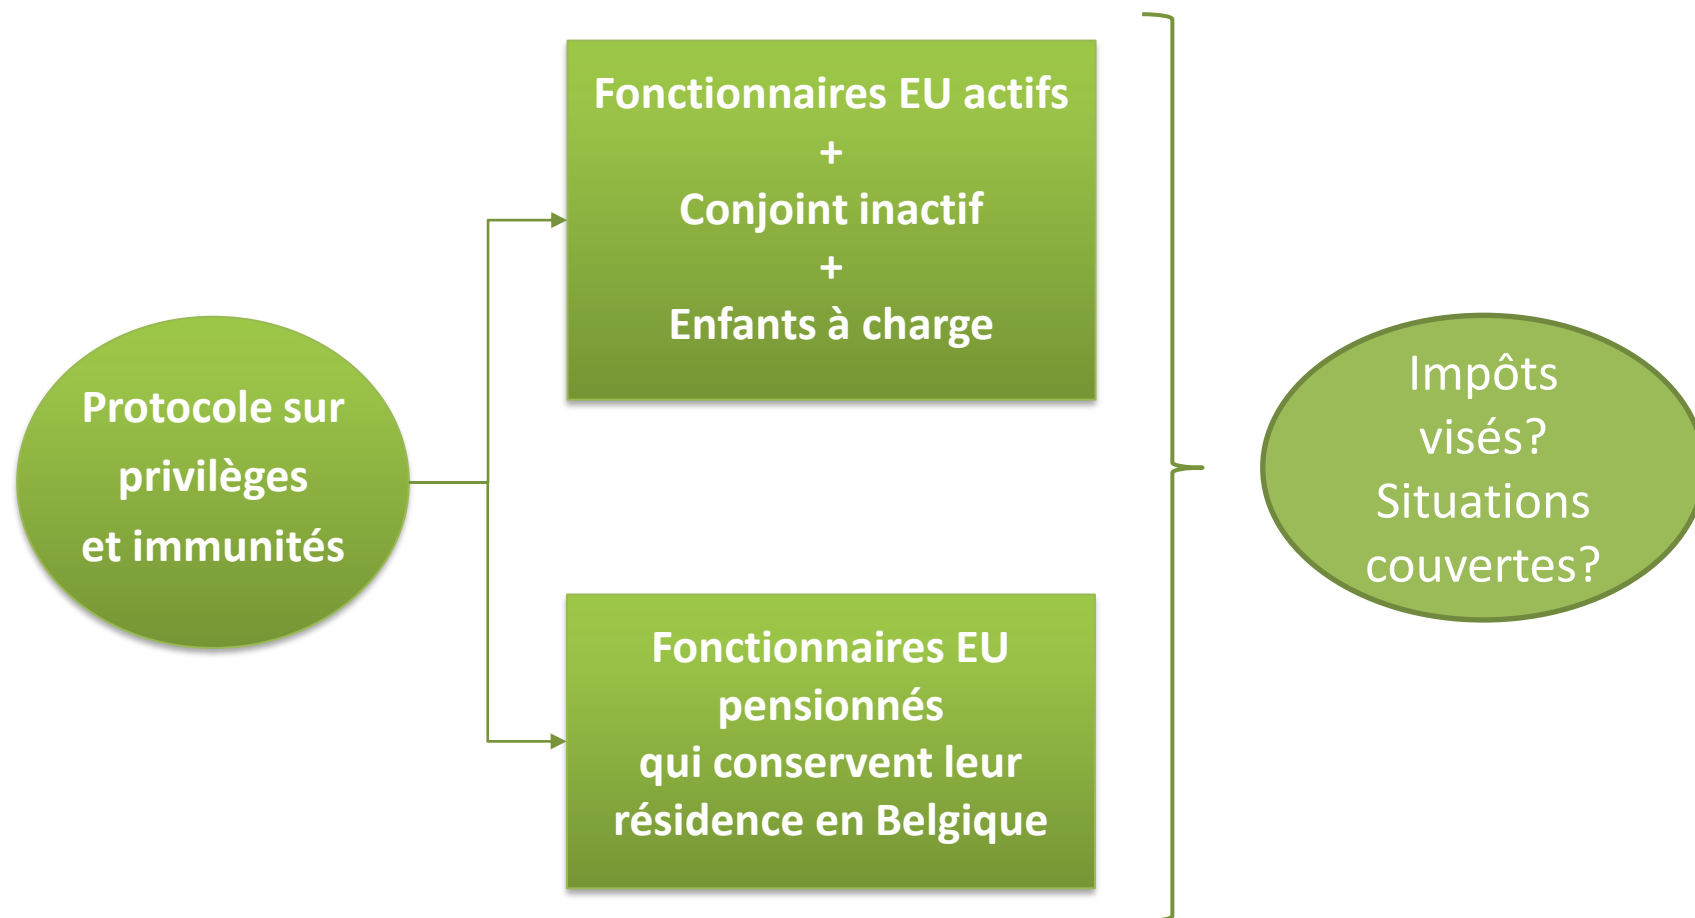 Protocole sur
privilèges
et immunités
Fonctionnaires EU actifs
+
Conjoint inactif
+
Enfants à charge
Fonctionnaires EU
pensionnés
qui conservent leur
résidence en Belgique
Impôts
visés?
Situations
couvertes?